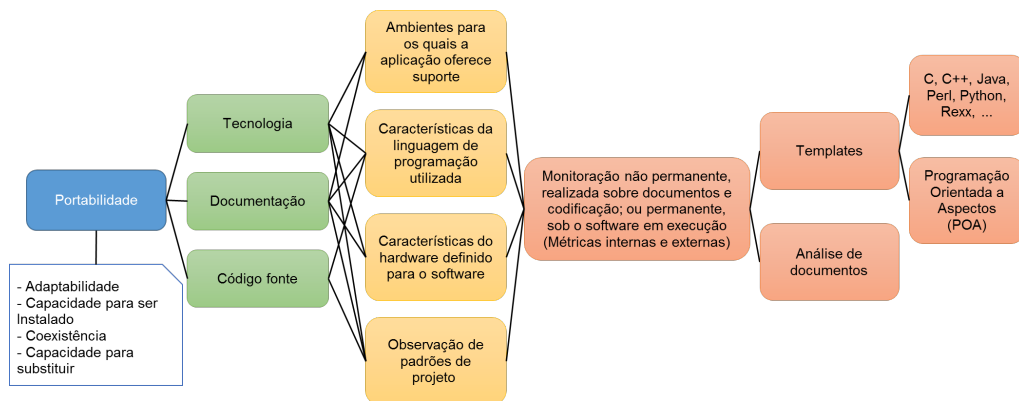 Portabilidade
- Adaptabilidade
- Capacidade para ser
Instalado
- Coexistência
- Capacidade para
substituir
Tecnologia
Documentação
Código fonte
Ambientes para
os quais a
aplicação oferece
suporte
Características da
linguagem de
programação
utilizada
Características do
hardware definido
para o software
Observação de
padrões de
projeto
Monitoração não permanente,
realizada sobre documentos e
codificação; ou permanente,
sob o software em execução
(Métricas internas e externas)
Templates
Análise de
documentos
C, C++, Java,
Perl, Python,
Rexx, ...
Programação
Orientada a
Aspectos
(POA)